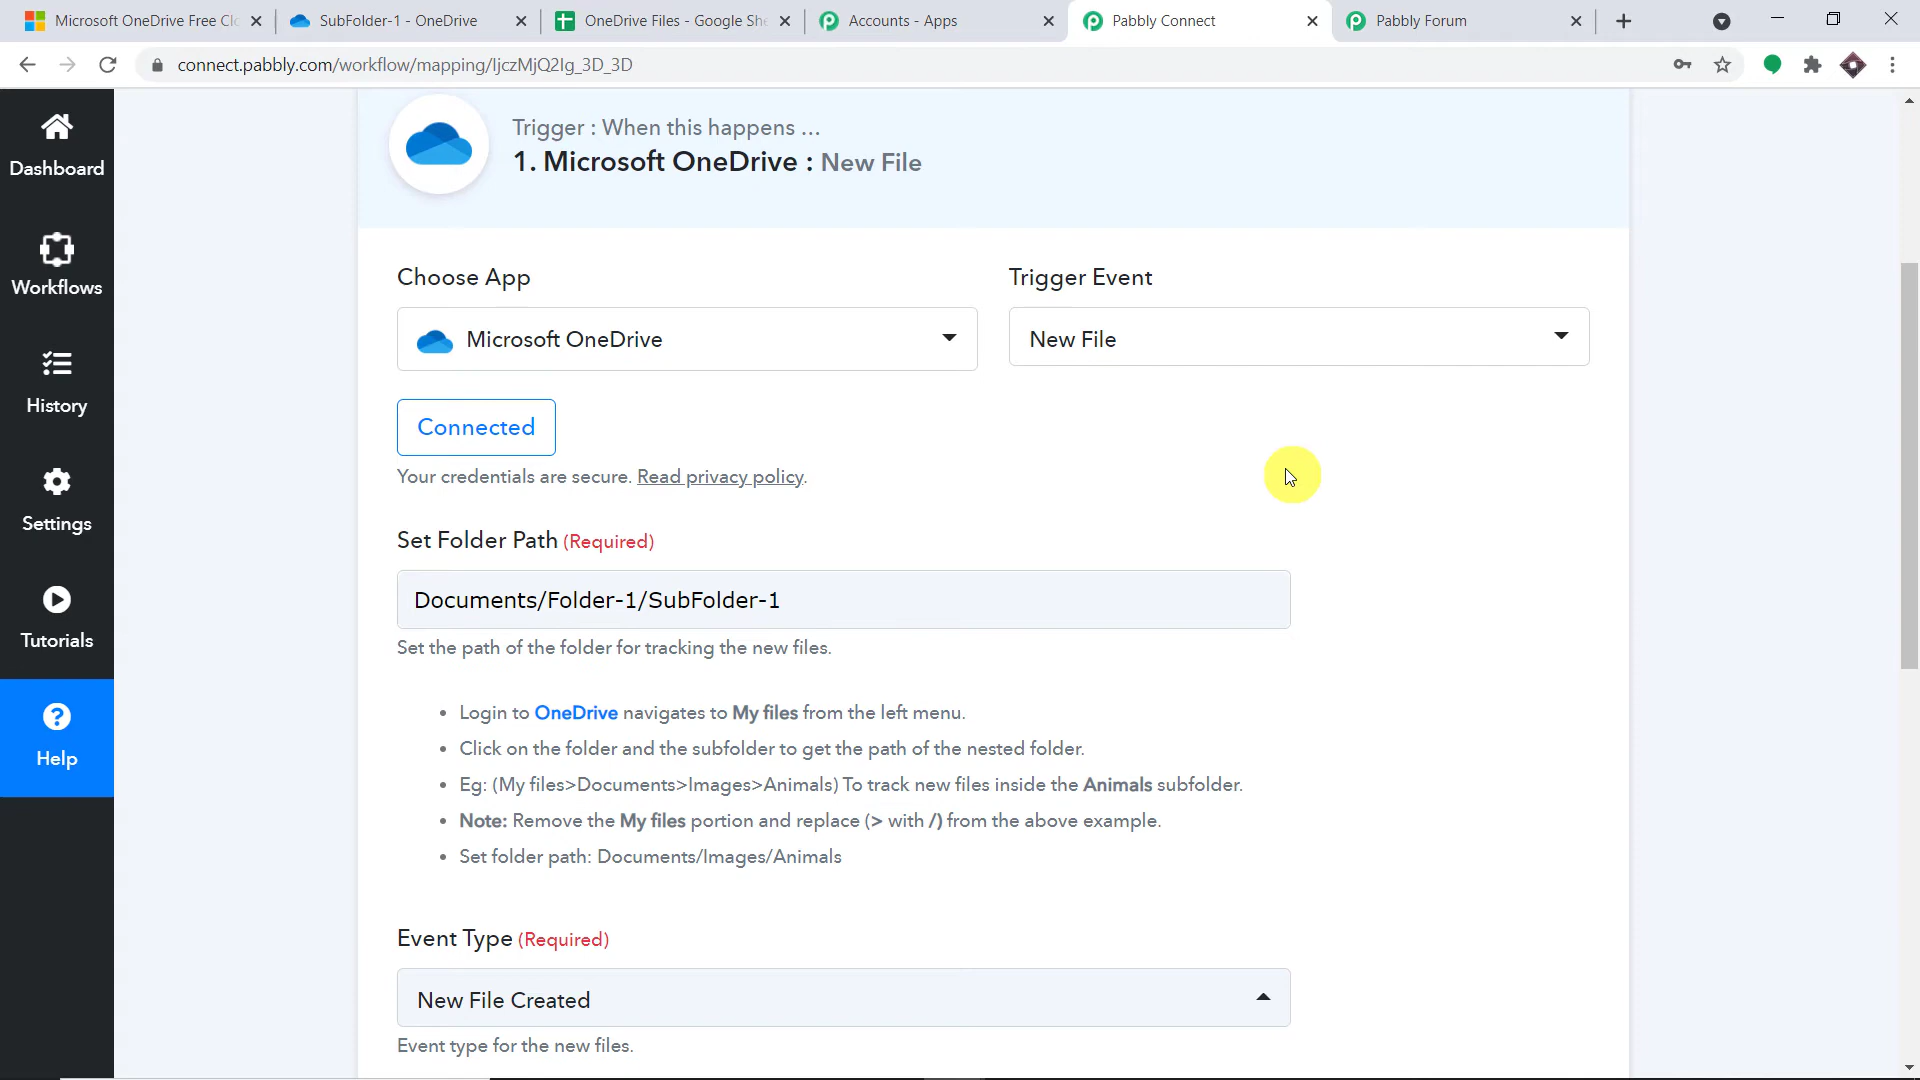 Microsoft OneDrive Free Cl
SubFolder-1 - OneDrive
OneDrive Files - Google She
Accounts - Apps
Pabbly Connect
Pabbly Forum
connect.pabbly.com/workflow/mapping/IjczMjQ2Ig_3D_3D
Dashboard
Workflows
History
Settings
Tutorials
Help
Trigger : When this happens ...
1. Microsoft OneDrive : New File
Choose App
Trigger Event
Microsoft OneDrive
New File
Connected
Your credentials are secure. Read privacy policy.
Set Folder Path (Required)
Documents/Folder-1/SubFolder-1
Set the path of the folder for tracking the new files.
• Login to OneDrive navigates to My files from the left menu.
• Click on the folder and the subfolder to get the path of the nested folder.
• Eg: (My files>Documents>Images>Animals) To track new files inside the Animals subfolder.
• Note: Remove the My files portion and replace (> with /) from the above example.
• Set folder path: Documents/Images/Animals
Event Type (Required)
New File Created
Event type for the new files.